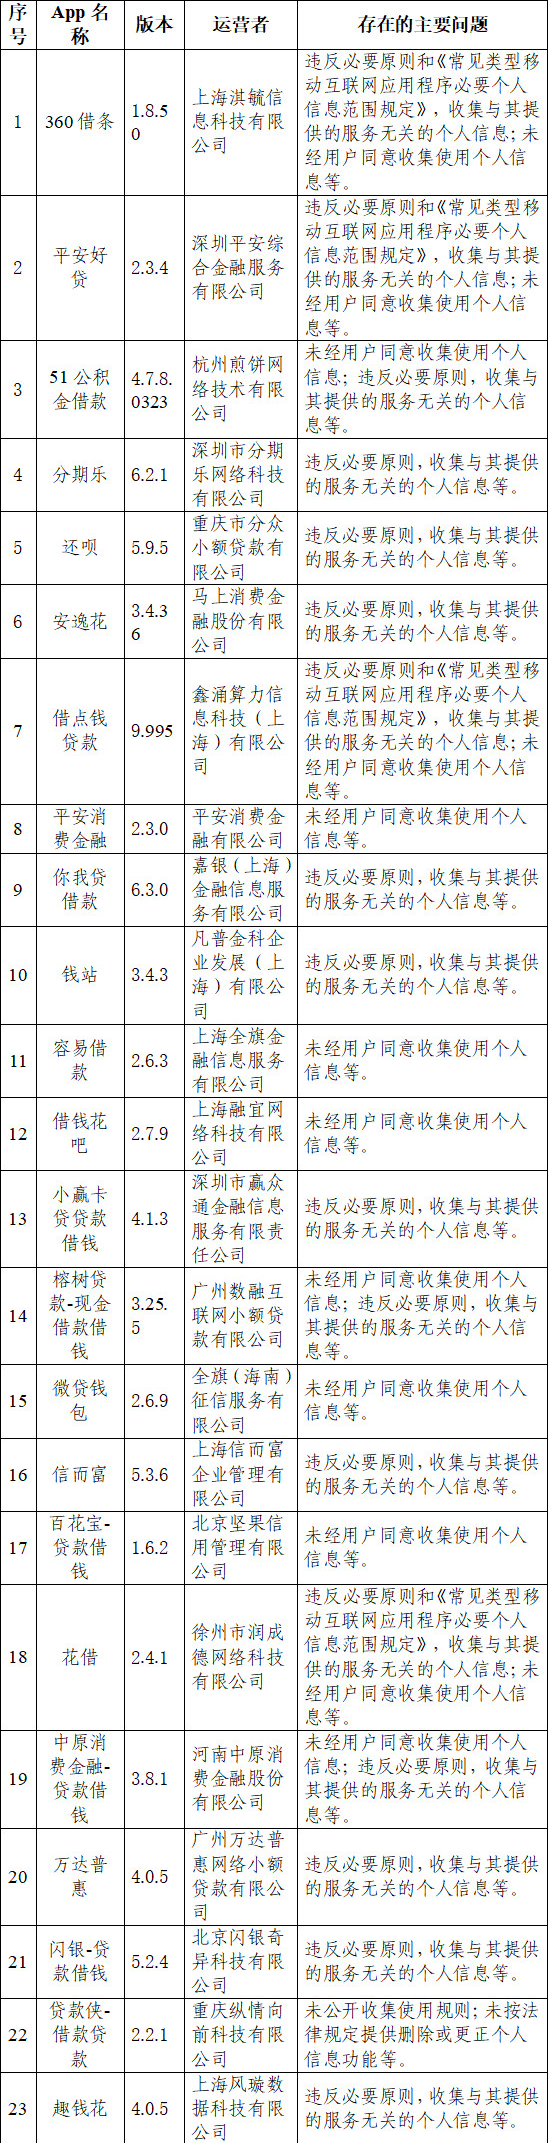 序号 App 名称 版本 运营者 存在的主要问题
1 360 借条 1.8.50 上海淇毓信息科技有限公司 违反必要原则和《常见类型移动互联网应用程序必要个人信息范围规定》，收集与其提供的服务无关的个人信息；未经用户同意收集使用个人信息等。
2 平安好贷 2.3.4 深圳平安综合金融服务有限公司 违反必要原则和《常见类型移动互联网应用程序必要个人信息范围规定》，收集与其提供的服务无关的个人信息；未经用户同意收集使用个人信息等。
3 51 公积金借款 4.7.8.0323 杭州煎饼网络技术有限公司 未经用户同意收集使用个人信息；违反必要原则，收集与其提供的服务无关的个人信息等。
4 分期乐 6.2.1 深圳市分期乐网络科技有限公司 违反必要原则，收集与其提供的服务无关的个人信息等。
5 还呗 5.9.5 重庆市分众小额贷款有限公司 违反必要原则，收集与其提供的服务无关的个人信息等。
6 安逸花 3.4.36 马上消费金融股份有限公司 违反必要原则，收集与其提供的服务无关的个人信息等。
7 借点钱贷款 9.995 鑫涌算力信息科技（上海）有限公司 违反必要原则和《常见类型移动互联网应用程序必要个人信息范围规定》，收集与其提供的服务无关的个人信息；未经用户同意收集使用个人信息等。
8 平安消费金融 2.3.0 平安消费金融有限公司 未经用户同意收集使用个人信息等。
9 你我贷借款 6.3.0 嘉银（上海）金融信息服务有限公司 违反必要原则，收集与其提供的服务无关的个人信息等。
10 钱站 3.4.3 凡普金科企业发展（上海）有限公司 违反必要原则，收集与其提供的服务无关的个人信息等。
11 容易借款 2.6.3 上海全旗金融信息服务有限公司 未经用户同意收集使用个人信息等。
12 借钱花吧 2.7.9 上海融宜网络科技有限公司 未经用户同意收集使用个人信息等。
13 小赢卡贷贷款借钱 4.1.3 深圳市赢众通金融信息服务有限责任公司 违反必要原则，收集与其提供的服务无关的个人信息等。
14 榕树贷款-现金借款借钱 3.25.5 广州数融互联网小额贷款有限公司 未经用户同意收集使用个人信息；违反必要原则，收集与其提供的服务无关的个人信息等。
15 微贷钱包 2.6.9 全旗（海南）征信服务有限公司 未经用户同意收集使用个人信息等。
16 信而富 5.3.6 上海信而富企业管理有限公司 违反必要原则，收集与其提供的服务无关的个人信息等。
17 百花宝-贷款借钱 1.6.2 北京坚果信用管理有限公司 未经用户同意收集使用个人信息等。
18 花借 2.4.1 徐州市润成德网络科技有限公司 违反必要原则和《常见类型移动互联网应用程序必要个人信息范围规定》，收集与其提供的服务无关的个人信息；未经用户同意收集使用个人信息等。
19 中原消费金融-贷款借钱 3.8.1 河南中原消费金融股份有限公司 未经用户同意收集使用个人信息；违反必要原则，收集与其提供的服务无关的个人信息等。
20 万达普惠 4.0.5 广州万达普惠网络小额贷款有限公司 违反必要原则，收集与其提供的服务无关的个人信息等。
21 闪银-贷款借钱 5.2.4 北京闪银奇异科技有限公司 违反必要原则，收集与其提供的服务无关的个人信息等。
22 贷款侠-借款贷款 2.2.1 重庆纵情向前科技有限公司 未公开收集使用规则；未按法律规定提供删除或更正个人信息功能等。
23 趣钱花 4.0.5 上海风璇数据科技有限公司 违反必要原则，收集与其提供的服务无关的个人信息等。